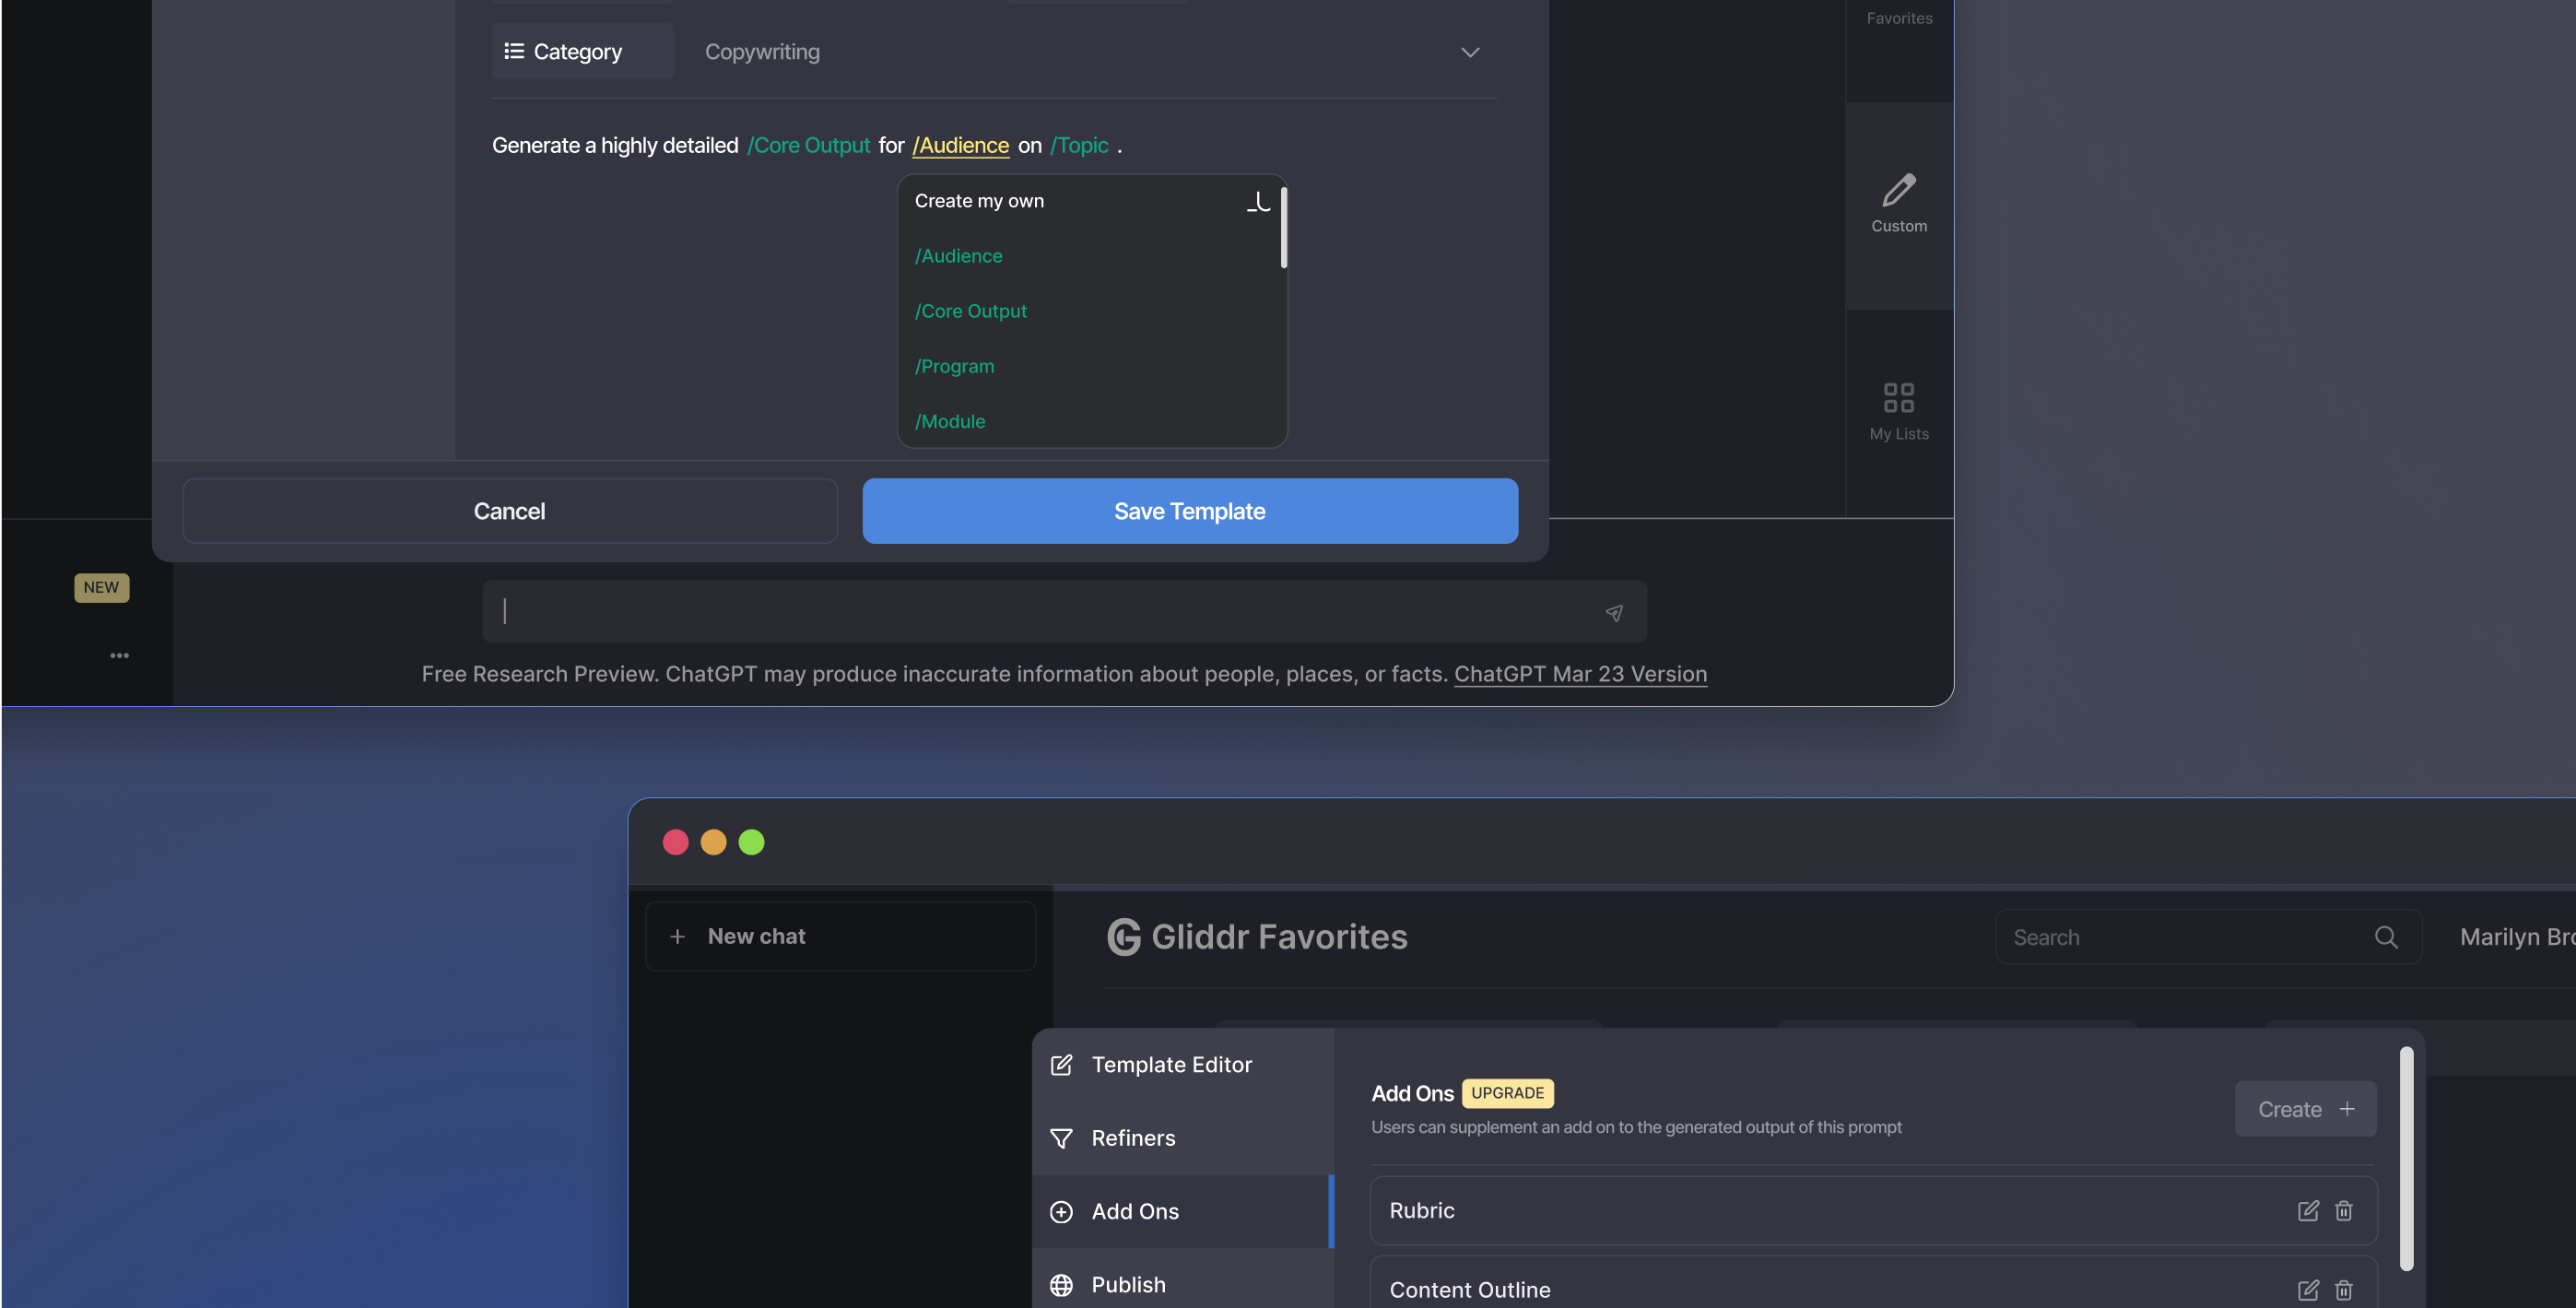 Favorites
Category
Copywriting
Generate a highly detailed /Core Output for /Audience on /Topic .
Create my own
/Audience
/Core Output
/Program
/Module
Custom
My Lists
Cancel
Save Template
NEW
Free Research Preview. ChatGPT may produce inaccurate information about people, places, or facts. ChatGPT Mar 23 Version
New chat
Gliddr Favorites
Search
Marilyn
Template Editor
Refiners
Add Ons
Publish
Add Ons UPGRADE
Users can supplement an add on to the generated output of this prompt
Create +
Rubric
Content Outline